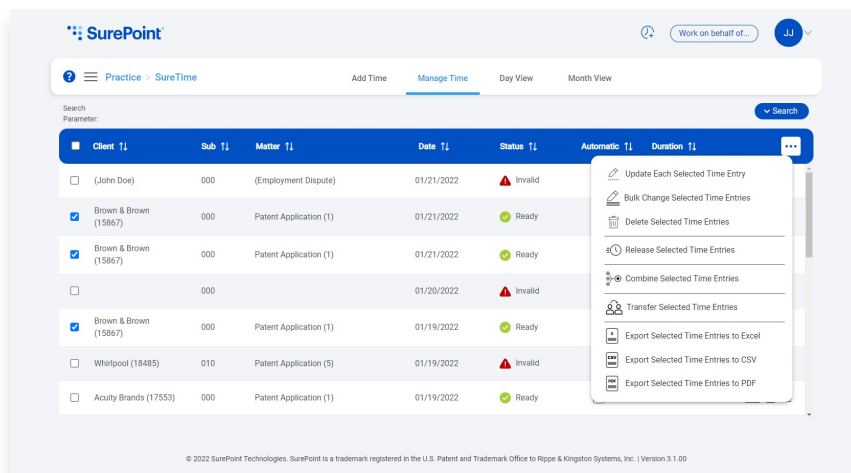 SurePoint
Work on behalf of...
JJ
? Practice > SureTime
Add Time
Manage Time
Day View
Month View
Search
Parameter:
Search
Client Sub Matter Date Status Automatic Duration
(John Doe) 000 (Employment Dispute) 01/21/2022 Invalid
Brown & Brown
(15867) 000 Patent Application (1) 01/21/2022 Ready
Brown & Brown
(15867) 000 Patent Application (1) 01/21/2022 Ready
000 01/20/2022 Invalid
Brown & Brown
(15867) 000 Patent Application (1) 01/19/2022 Ready
Whirlpool (18485) 010 Patent Application (5) 01/19/2022 Invalid
Acuity Brands (17553) 000 Patent Application (1) 01/19/2022 Ready
Update Each Selected Time Entry
Bulk Change Selected Time Entries
Delete Selected Time Entries
Release Selected Time Entries
Combine Selected Time Entries
Transfer Selected Time Entries
X Export Selected Time Entries to Excel
CSV Export Selected Time Entries to CSV
PDF Export Selected Time Entries to PDF
© 2022 SurePoint Technologies. SurePoint is a trademark registered in the U.S. Patent and Trademark Office to Rippe & Kingston Systems, Inc. | Version 3.1.00